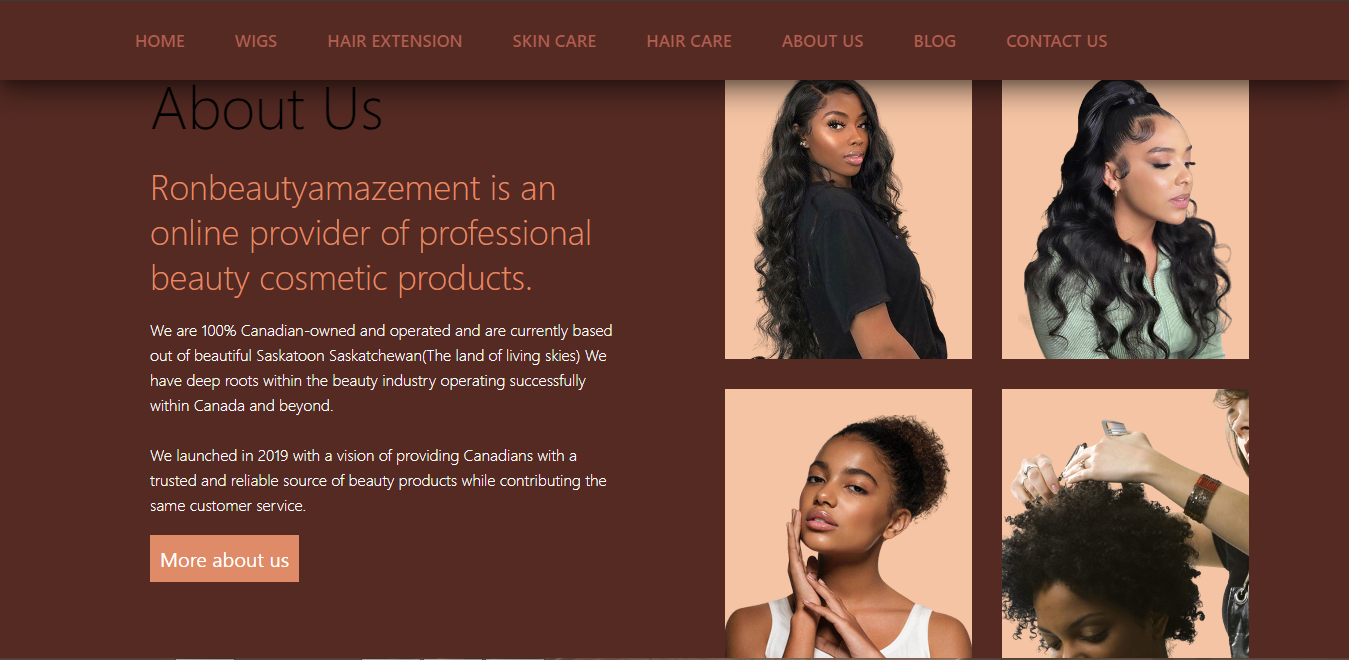 HOME WIGS HAIR EXTENSION SKIN CARE HAIR CARE ABOUT US BLOG CONTACT US
About Us
Ronbeautyamazement is an
online provider of professional
beauty cosmetic products.
We are 100% Canadian-owned and operated and are currently based
out of beautiful Saskatoon Saskatchewan(The land of living skies) We
have deep roots within the beauty industry operating successfully
within Canada and beyond.
We launched in 2019 with a vision of providing Canadians with a
trusted and reliable source of beauty products while contributing the
same customer service.
More about us